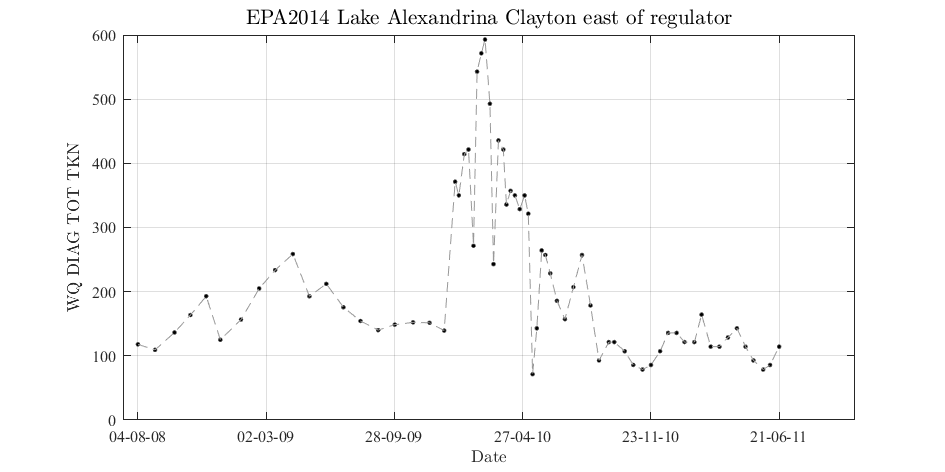 EPA2014 Lake Alexandrina Clayton east of regulator
WQ DIAG TOT TKN
600
500
400
300
200
100
0
04-08-08 02-03-09 28-09-09 27-04-10 23-11-10 21-06-11
Date